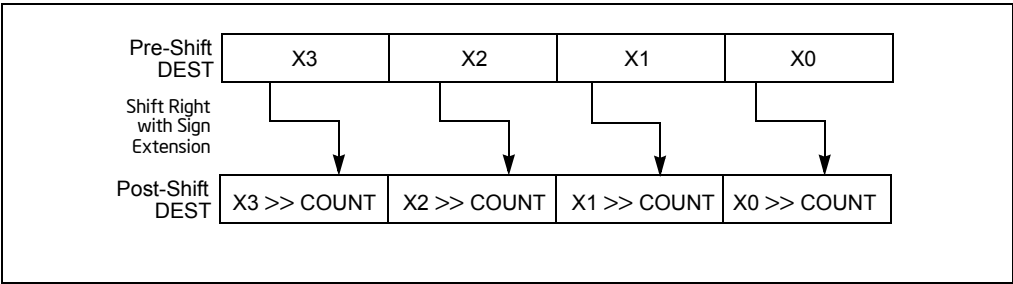 Pre-Shift
DEST
X3 X2 X1 X0
Shift Right
with Sign
Extension
Post-Shift
DEST
X3 >> COUNT X2 >> COUNT X1 >> COUNT X0 >> COUNT